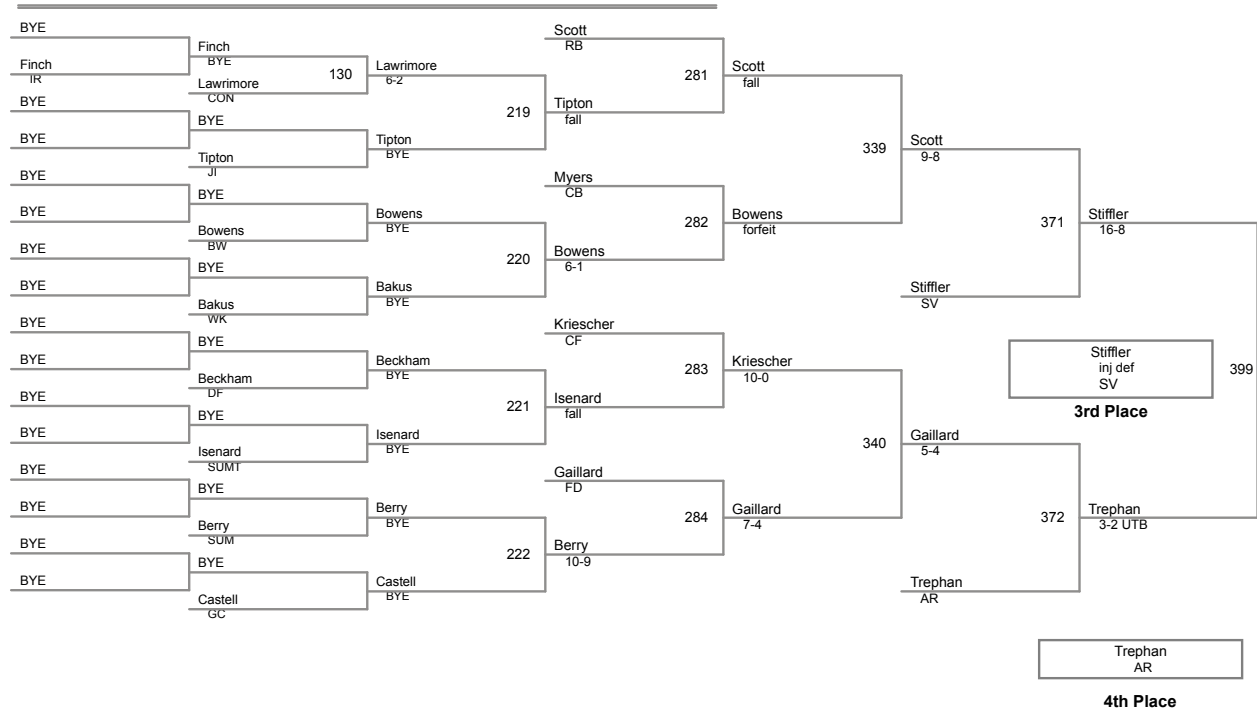 BYE
Finch
IR
BYE
BYE
BYE
BYE
BYE
BYE
BYE
BYE
BYE
BYE
BYE
BYE
BYE
BYE
Finch
BYE
Lawrimore
CON
BYE
Tipton
JI
BYE
Bowens
BW
BYE
Bakus
WK
BYE
Beckham
DF
BYE
Isenard
SUMT
BYE
Berry
SUM
BYE
Castell
GC
130
Lawrimore
6-2
Tipton
BYE
Bowens
BYE
Bakus
BYE
Beckham
BYE
Isenard
BYE
Berry
BYE
Castell
BYE
219
220
221
222
Scott
RB
Tipton
fall
Myers
CB
Bowens
6-1
Kriescher
CF
Isenard
fall
Gaillard
FD
Berry
10-9
281
282
283
284
Scott
fall
Bowens
forfeit
Kriescher
10-0
Gaillard
7-4
339
340
Scott
9-8
Stiffler
SV
Gaillard
5-4
Trephan
AR
371
372
Stiffler
16-8
Trephan
3-2 UTB
399
Stiffler
inj def
SV
3rd Place
Trephan
AR
4th Place